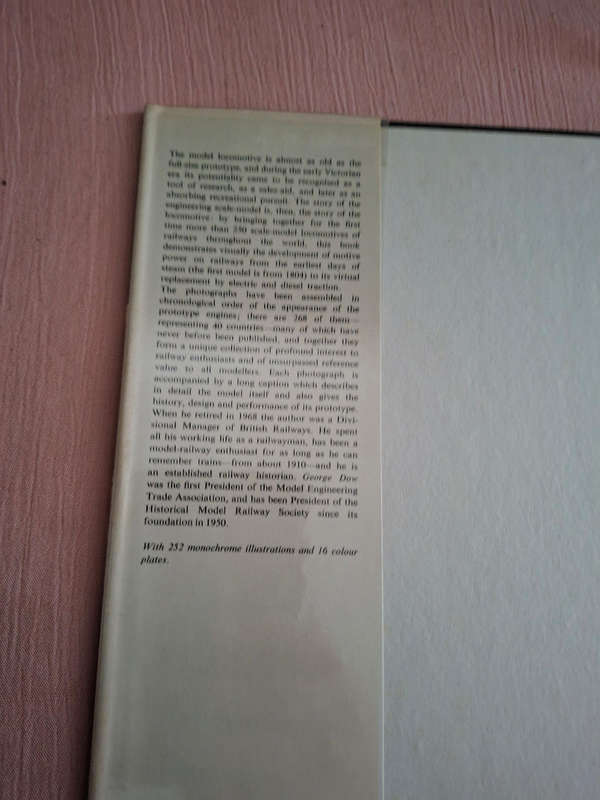 The model locomotive is almost as old as the
full-size prototype, and during the early Victorian
era its potentiality came to be recognised as a
tool of research, as a sales-aid, and later as an
absorbing recreational pursuit. The story of the
engineering scale-model is, then, the story of the
locomotive: by bringing together for the first
time more than 250 scale-model locomotives of
railways throughout the world, this book
demonstrates visually the development of motive
power on railways from the earliest days of
steam (the first model is from 1804) to its virtual
replacement by electric and diesel traction.
The photographs have been assembled in
chronological order of the appearance of the
prototype engines; there are 268 of them—
representing 40 countries—many of which have
never before been published, and together they
form a unique collection of profound interest to
railway enthusiasts and of unsurpassed reference
value to all modellers. Each photograph is
accompanied by a long caption which describes
in detail the model itself and also gives the
history, design and performance of its prototype.
When he retired in 1968 the author was a Divi-
sional Manager of British Railways. He spent
all his working life as a railwayman, has been a
model-railway enthusiast for as long as he can
remember trains—from about 1910—and he is
an established railway historian. George Dow
was the first President of the Model Engineering
Trade Association, and has been President of the
Historical Model Railway Society since its
foundation in 1950.
With 252 monochrome illustrations and 16 colour
plates.